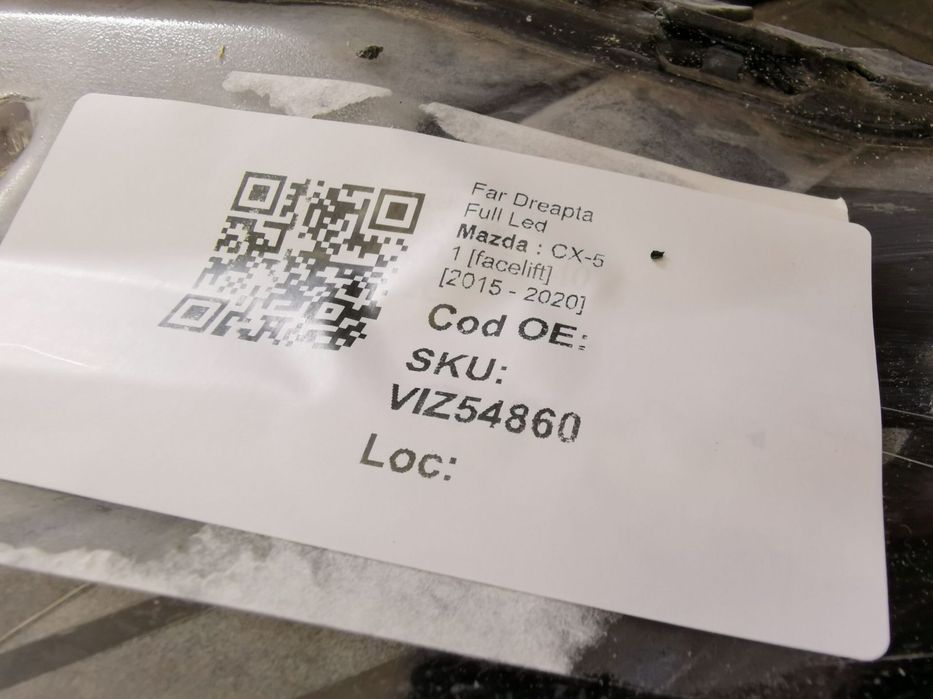 Far Dreapta
Full Led
Mazda : CX-5
1 [facelift]
[2015 - 2020]
Cod OE:
SKU:
VIZ54860
Loc: